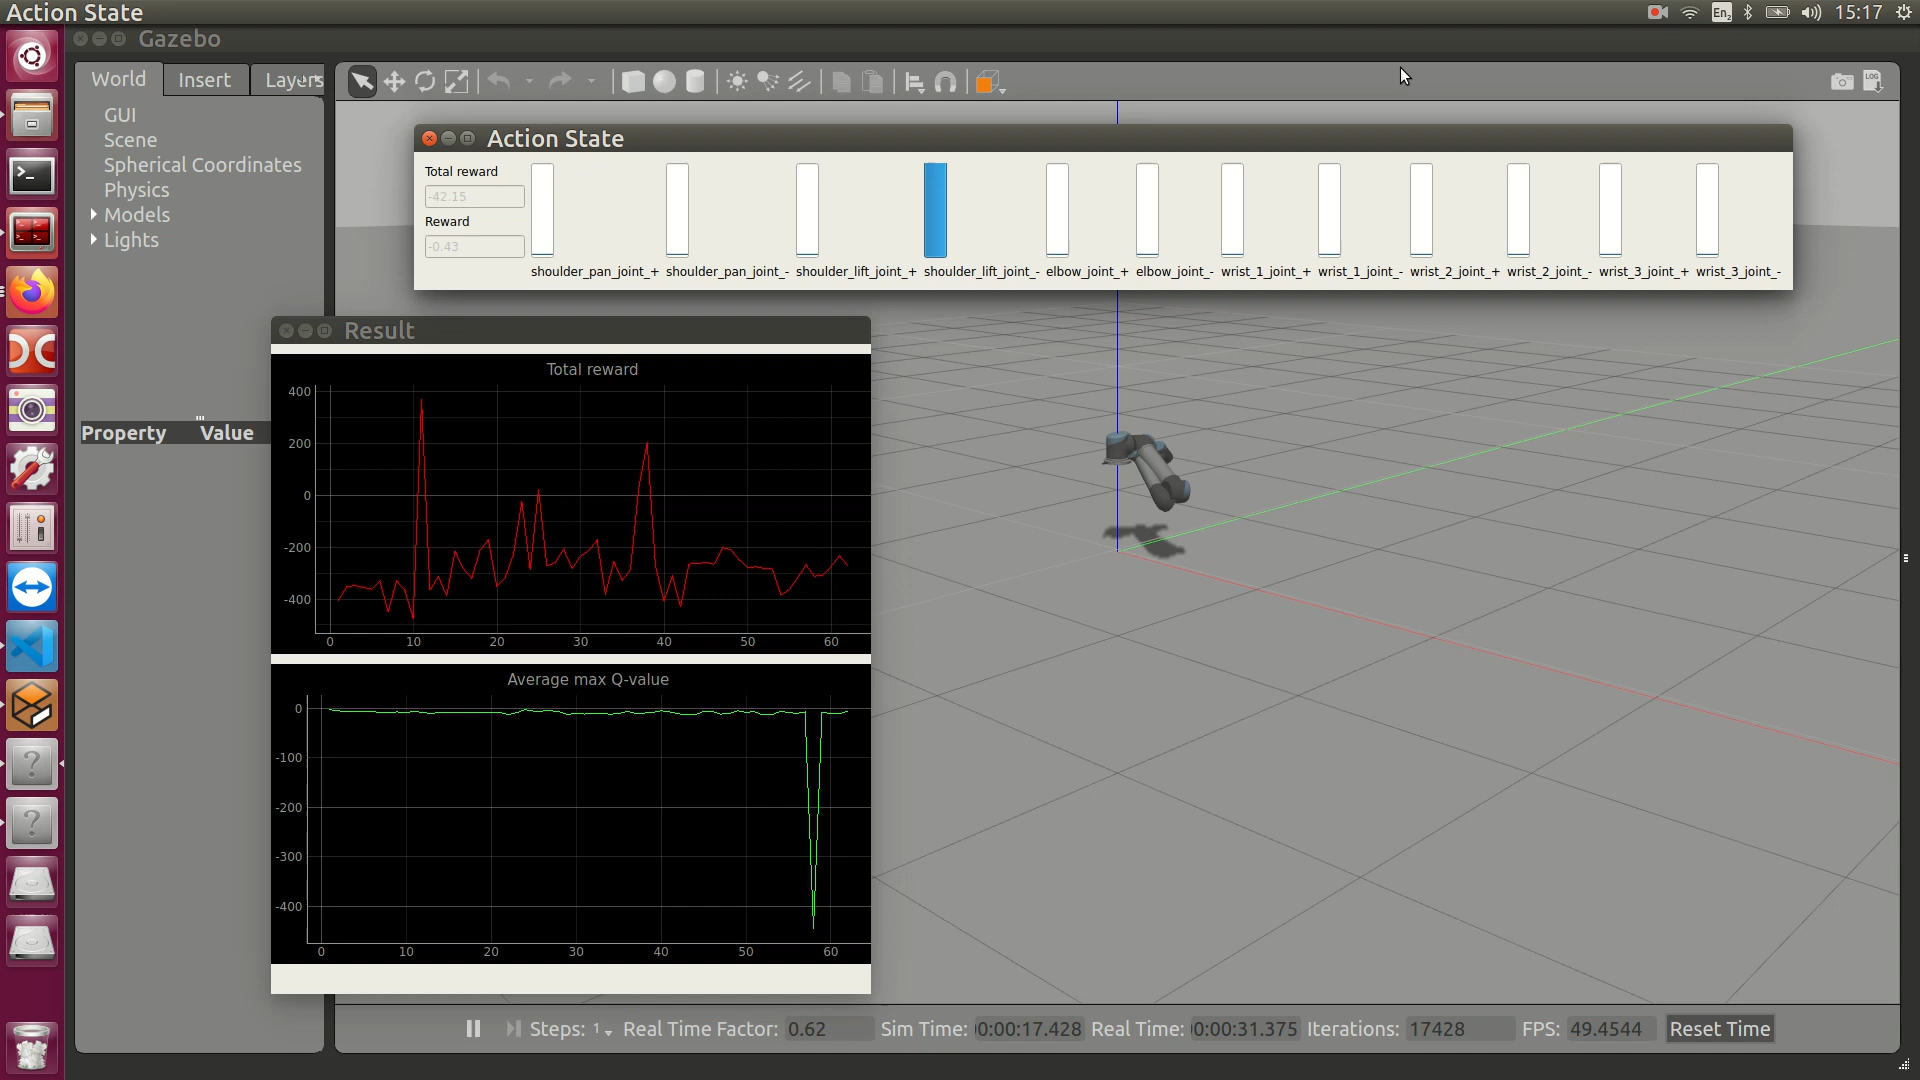 Action State
En2
15:17
Gazebo
World Insert Layers
LOG
GUI
Scene
Spherical Coordinates
Physics
Models
Lights
Property Value
Action State
Total reward
-42.15
Reward
-0.43
shoulder_pan_joint_+ shoulder_pan_joint_- shoulder_lift_joint_+ shoulder_lift_joint_- elbow_joint_+ elbow_joint_- wrist_1_joint_+ wrist_1_joint_- wrist_2_joint_+ wrist_2_joint_- wrist_3_joint_+ wrist_3_joint_-
Result
Total reward
400
200
0
-200
-400
0 10 20 30 40 50 60
Average max Q-value
0
-100
-200
-300
-400
0 10 20 30 40 50 60
Steps: 1 Real Time Factor: 0.62 Sim Time: 0:00:17.428 Real Time: 0:00:31.375 Iterations: 17428 FPS: 49.4544 Reset Time